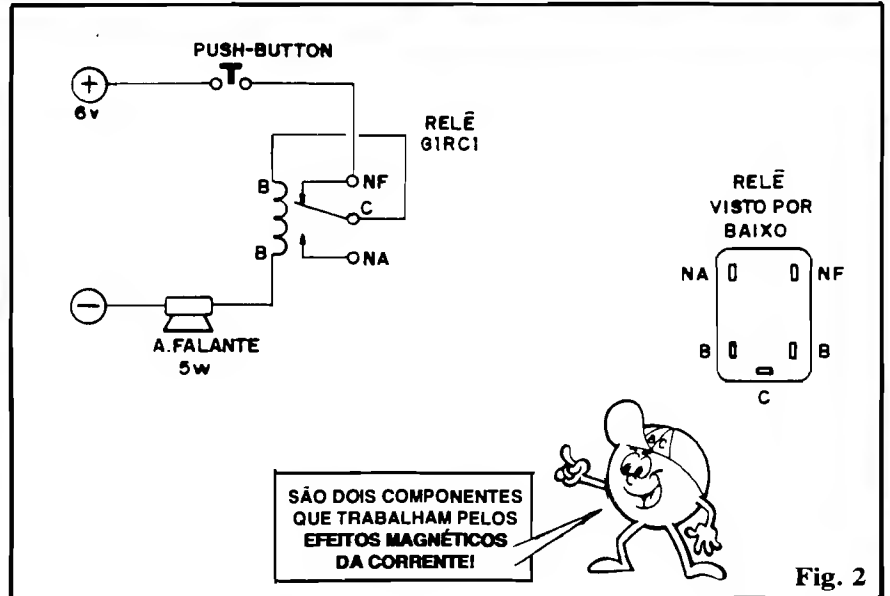 PUSH-BUTTON
+
6v
RELÊ
G1RC1
B
NF
C
B
NA
−
A.FALANTE
5w
RELÊ
VISTO POR
BAIXO
NA
NF
B
B
C
SÃO DOIS COMPONENTES
QUE TRABALHAM PELOS
EFEITOS MAGNÉTICOS
DA CORRENTE!
Fig. 2